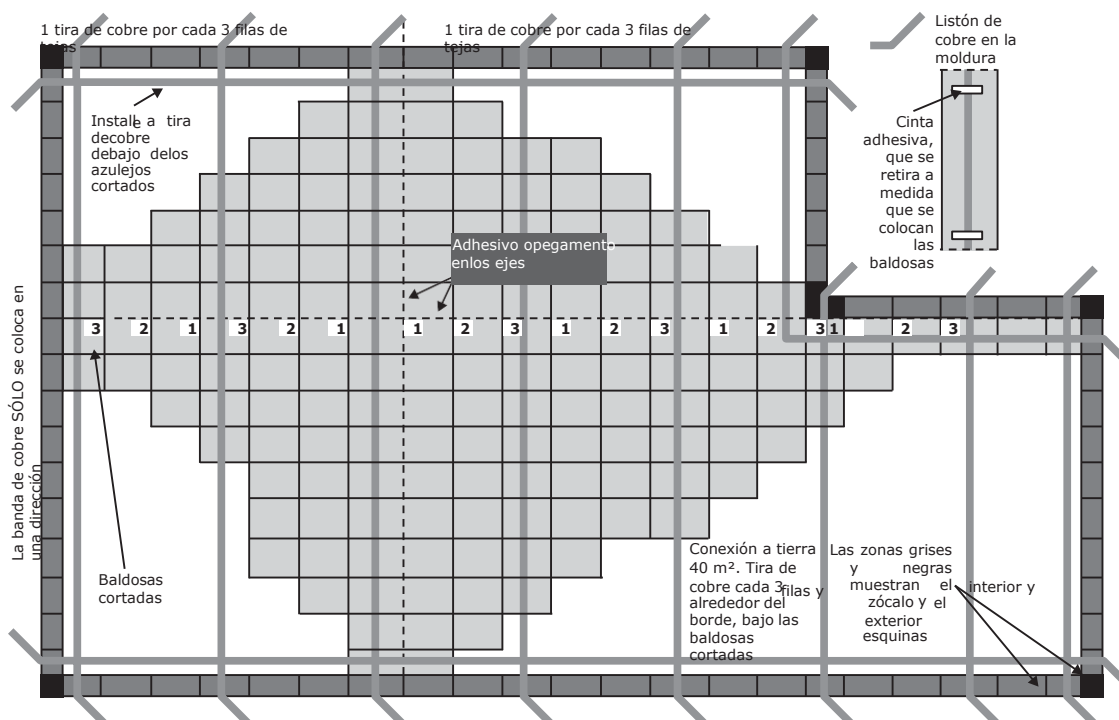 1 tira de cobre por cada 3 filas de
tejas
1 tira de cobre por cada 3 filas de
tejas
Listón de
cobre en la
moldura
Instale a tira
decobre
debajo delos
azulejos
cortados
Cinta
adhesiva,
que se
retira a
medida
que se
colocan
las
baldosas
Adhesivo opegamento
enlos ejes
3 2 1 3 2 1 1 2 3 1 2 3 1 2 3 1 2 3
La banda de cobre SÓLO se coloca en
una dirección
Baldosas
cortadas
Conexión a tierra
40 m². Tira de
cobre cada 3 filas y
alrededor del
borde, bajo las
baldosas
cortadas
Las zonas grises
y negras
muestran el interior y
zócalo y el
exterior
esquinas